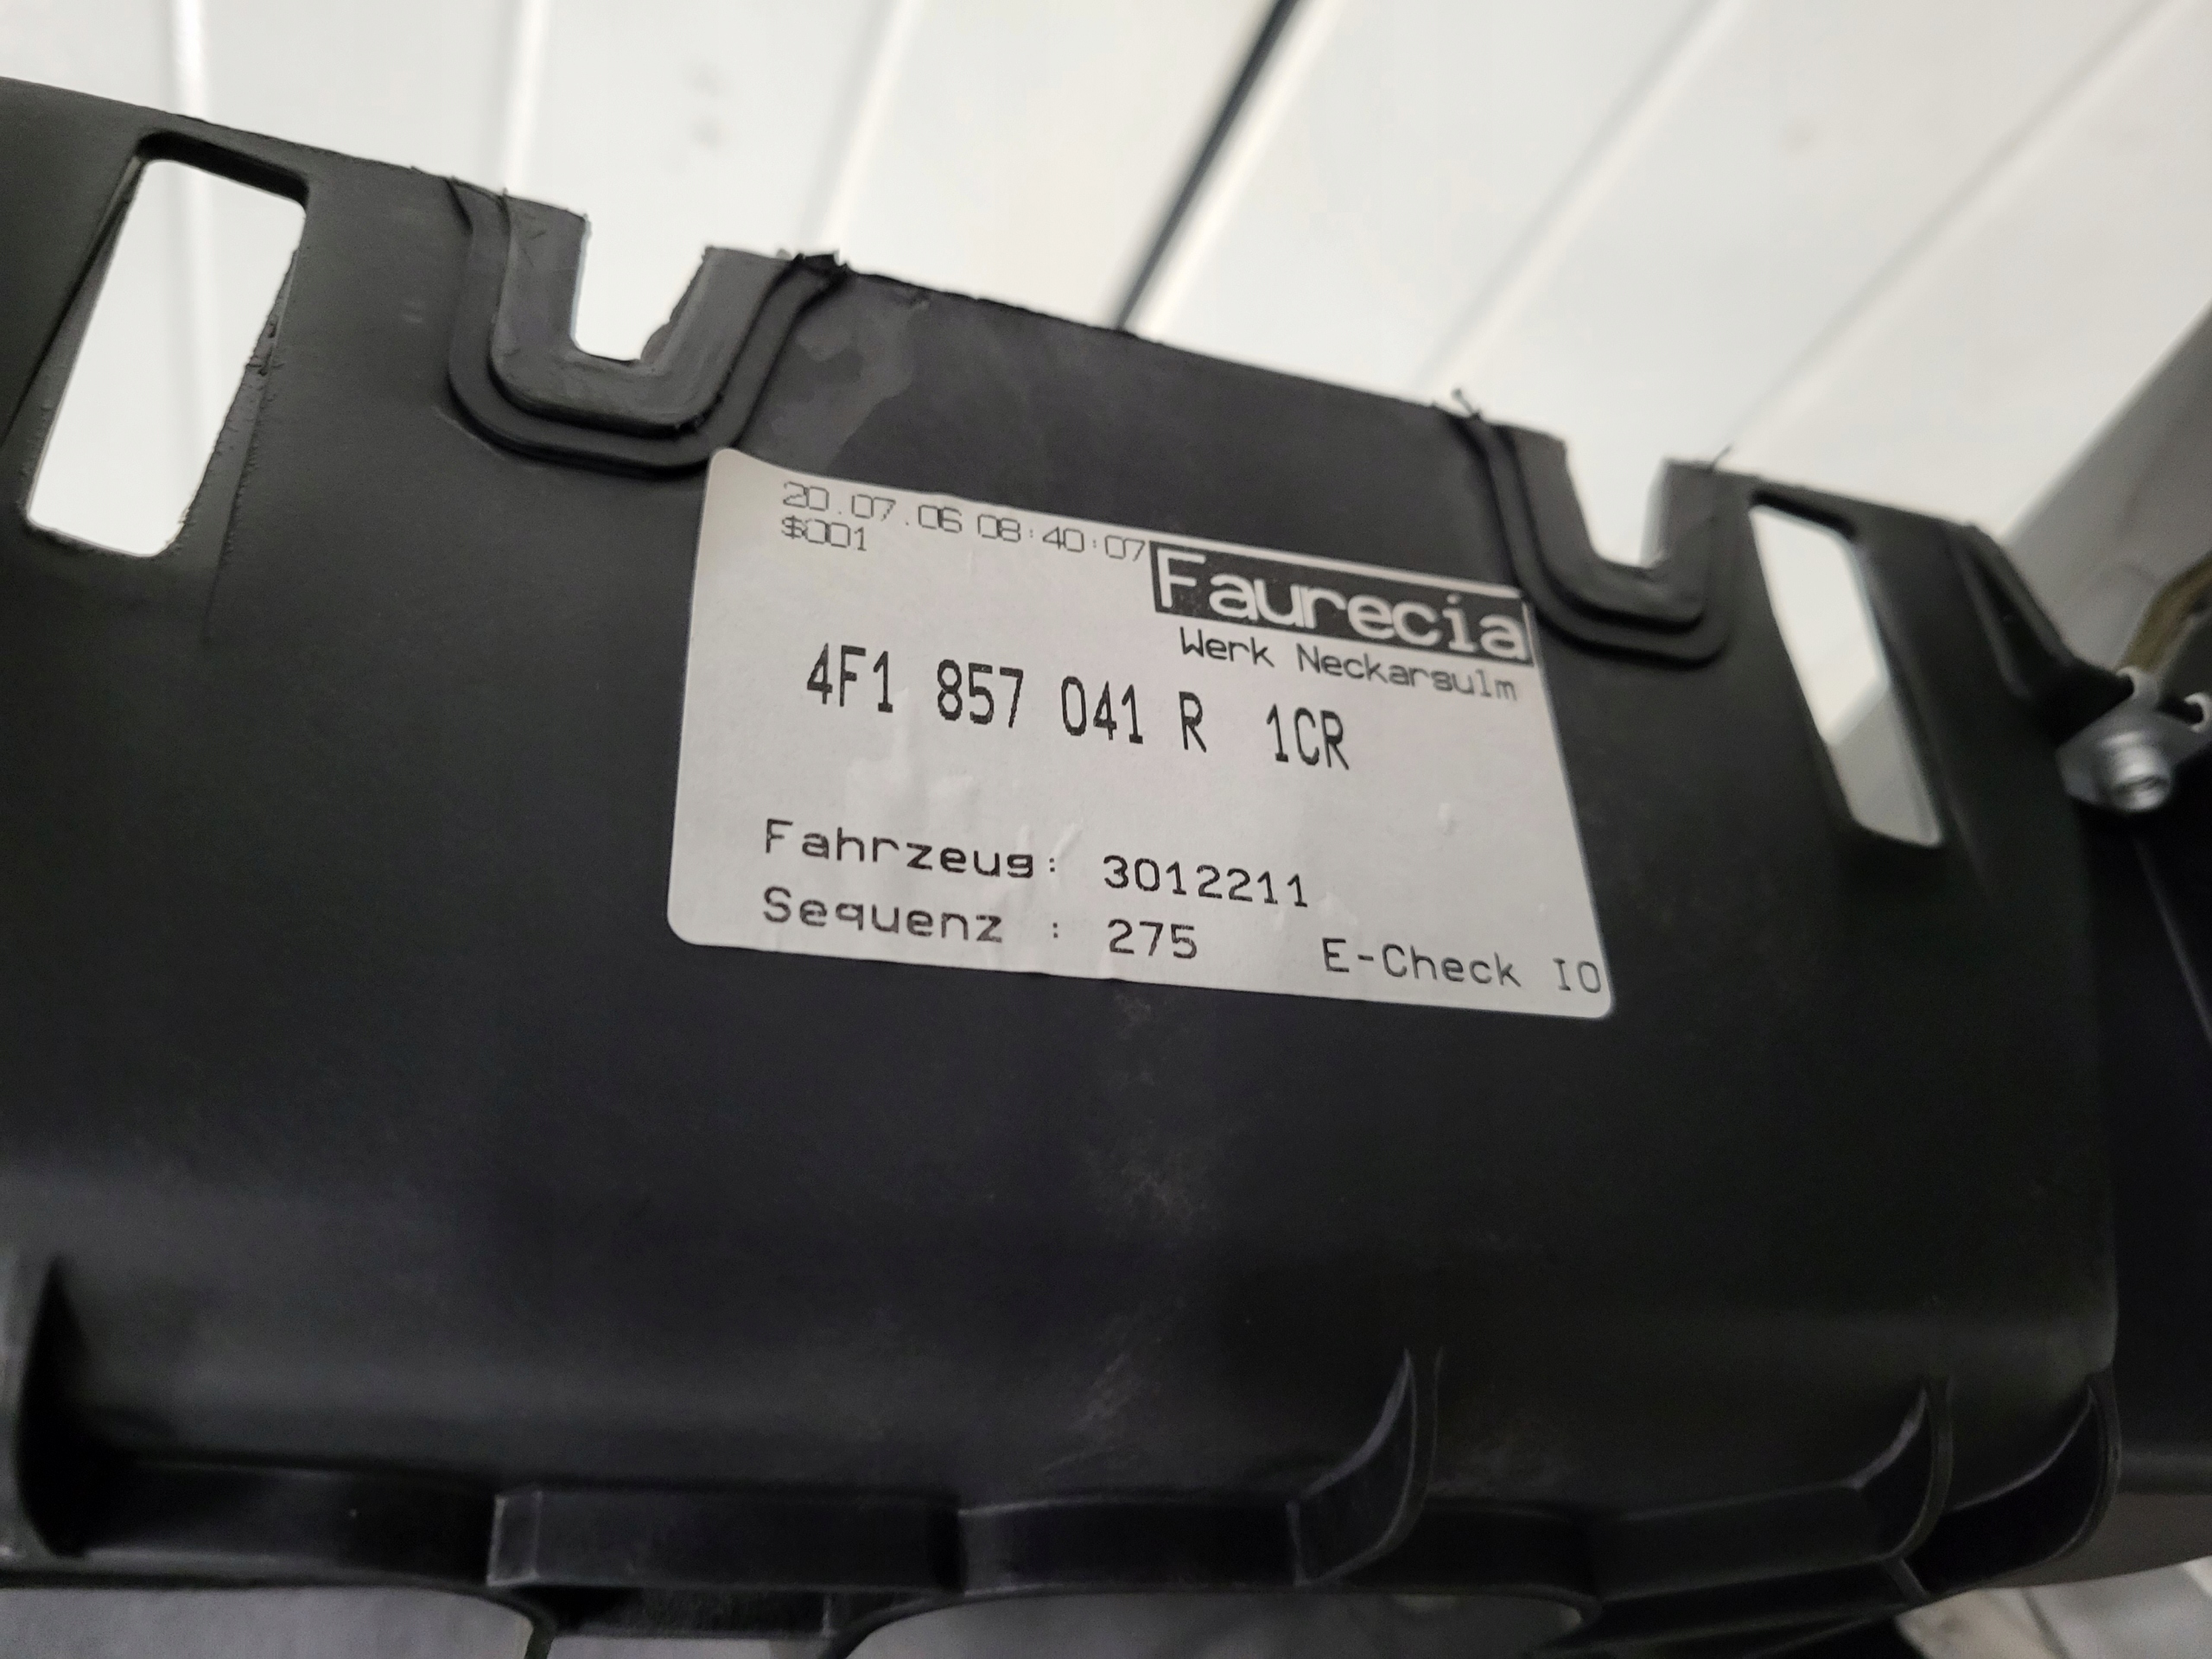 20.07.06 08:40:07
$001
Faurecia
Werk Neckarsulm
4F1 857 041 R 1CR
Fahrzeug: 3012211
Sequenz : 275 E-Check IO